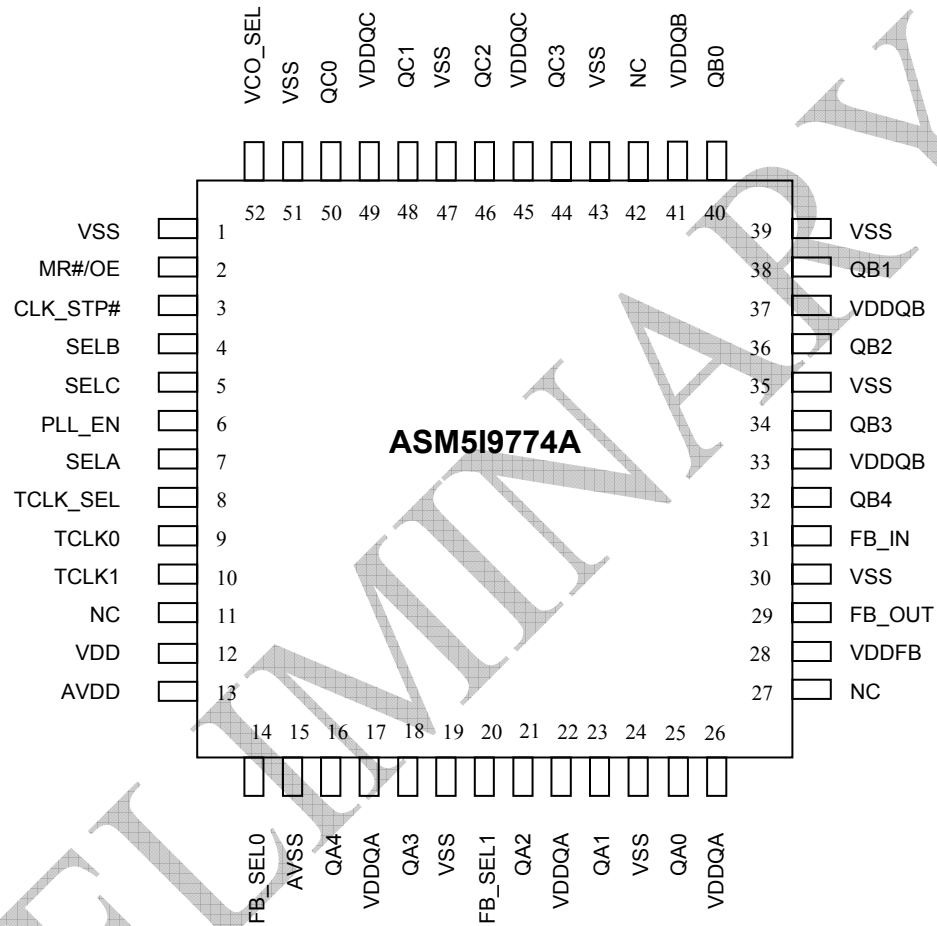 VCO_SEL VSS QC0 VDDQC QC1 VSS QC2 VDDQC QC3 VSS NC VDDQB QB0
52 51 50 49 48 47 46 45 44 43 42 41 40
VSS 1 39 VSS
MR#/OE 2 38 QB1
CLK_STP# 3 37 VDDQB
SELB 4 36 QB2
SELC 5 35 VSS
PLL_EN 6 34 QB3
ASM5I9774A
SELA 7 33 VDDQB
TCLK_SEL 8 32 QB4
TCLK0 9 31 FB_IN
TCLK1 10 30 VSS
NC 11 29 FB_OUT
VDD 12 28 VDDFB
AVDD 13 27 NC
14 15 16 17 18 19 20 21 22 23 24 25 26
FB_SEL0 AVSS QA4 VDDQA QA3 VSS FB_SEL1 QA2 VDDQA QA1 VSS QA0 VDDQA
ELIMINARY